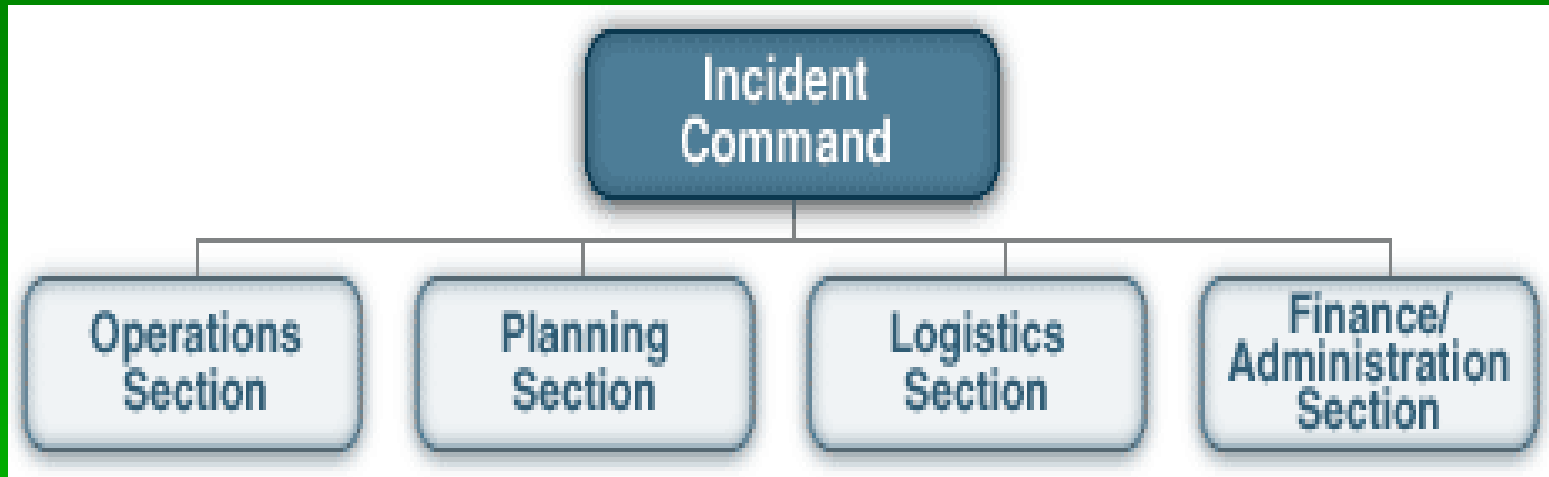 Incident
Command
Operations
Section
Planning
Section
Logistics
Section
Finance/
Administration
Section